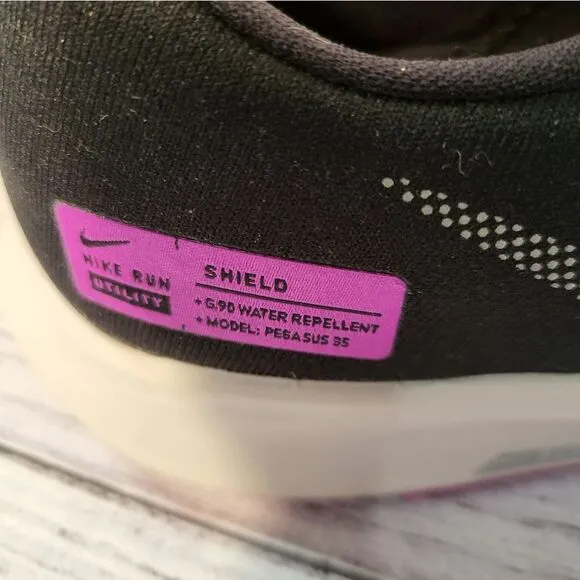 NIKE RUN
UTILITY
SHIELD
+ G.90 WATER REPELLENT
+ MODEL: PEGASUS 35